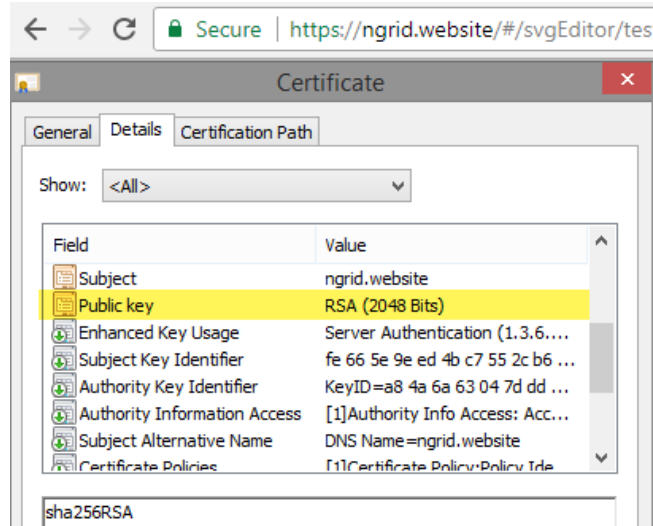 Secure | https://ngrid.website/#/svgEditor/tes
Certificate
General Details Certification Path
Show: <All>
Field Value
Subject ngrid.website
Public key RSA (2048 Bits)
Enhanced Key Usage Server Authentication (1.3.6....
Subject Key Identifier fe 66 5e 9e ed 4b c7 55 2c b6 ...
Authority Key Identifier KeyID=a8 4a 6a 63 04 7d dd ...
Authority Information Access [1]Authority Info Access: Acc...
Subject Alternative Name DNS Name=ngrid.website
Certificate Policies [1]Certificate Policy:Policy Ide
sha256RSA